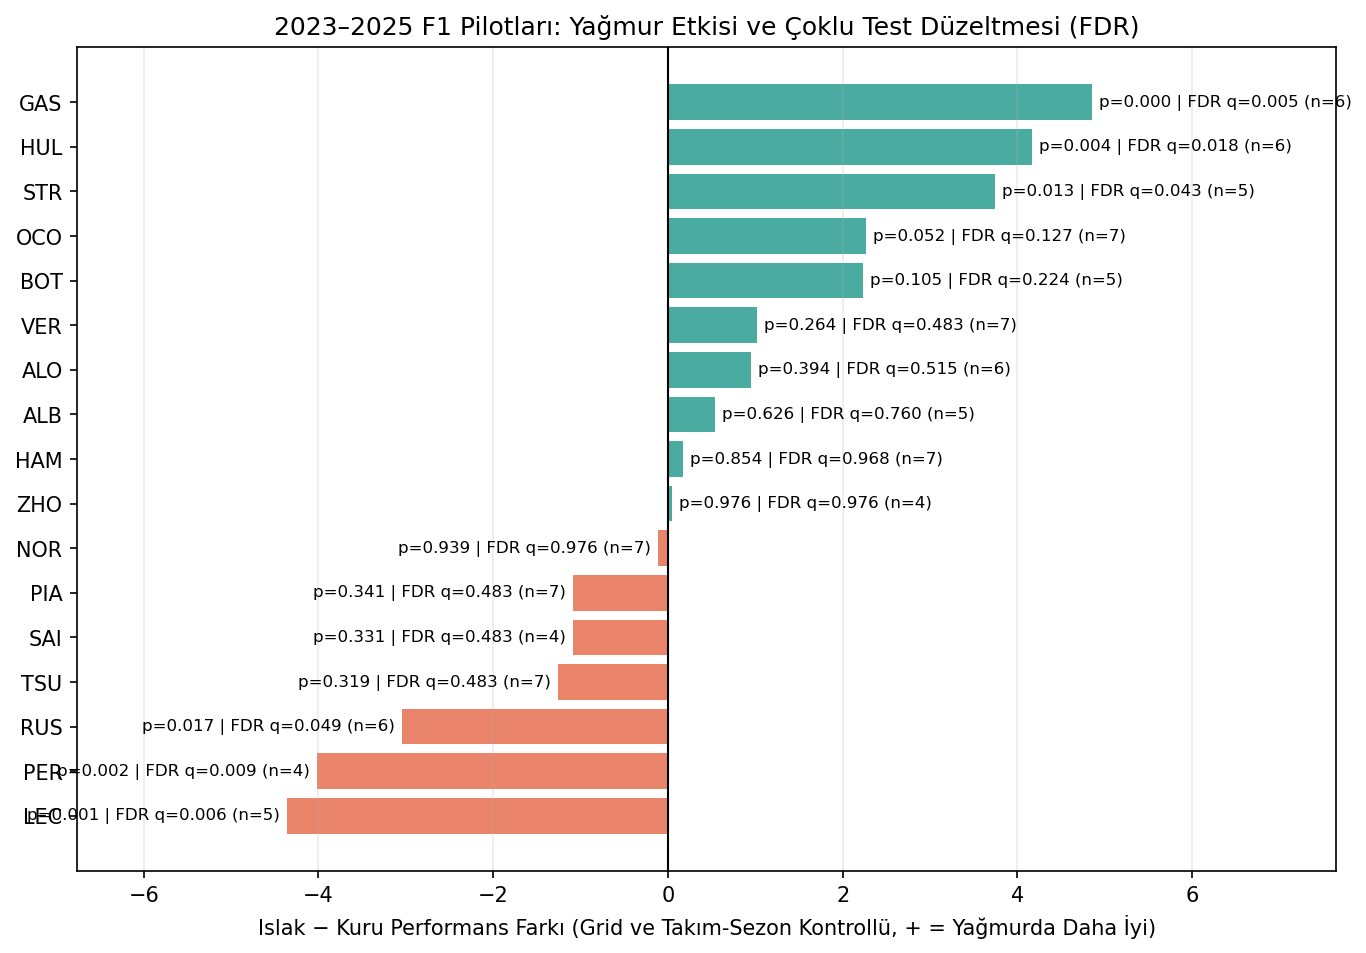 2023–2025 F1 Pilotları: Yağmur Etkisi ve Çoklu Test Düzeltmesi (FDR)
GAS p=0.000 | FDR q=0.005 (n=6)
HUL p=0.004 | FDR q=0.018 (n=6)
STR p=0.013 | FDR q=0.043 (n=5)
OCO p=0.052 | FDR q=0.127 (n=7)
BOT p=0.105 | FDR q=0.224 (n=5)
VER p=0.264 | FDR q=0.483 (n=7)
ALO p=0.394 | FDR q=0.515 (n=6)
ALB p=0.626 | FDR q=0.760 (n=5)
HAM p=0.854 | FDR q=0.968 (n=7)
ZHO p=0.976 | FDR q=0.976 (n=4)
NOR p=0.939 | FDR q=0.976 (n=7)
PIA p=0.341 | FDR q=0.483 (n=7)
SAI p=0.331 | FDR q=0.483 (n=4)
TSU p=0.319 | FDR q=0.483 (n=7)
RUS p=0.017 | FDR q=0.049 (n=6)
PER p=0.002 | FDR q=0.009 (n=4)
LEC p=0.001 | FDR q=0.006 (n=5)
−6 −4 −2 0 2 4 6
Islak − Kuru Performans Farkı (Grid ve Takım-Sezon Kontrollü, + = Yağmurda Daha İyi)